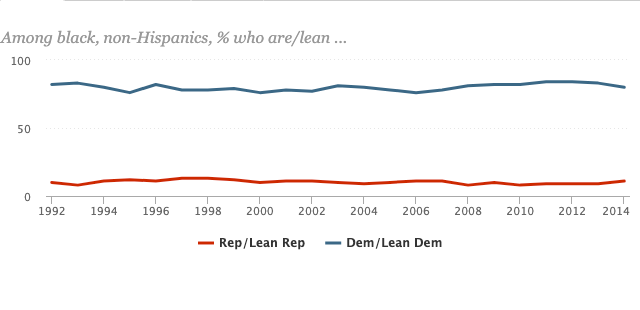 Among black, non-Hispanics, % who are/lean ...
100
50
0
1992 1994 1996 1998 2000 2002 2004 2006 2008 2010 2012 2014
Rep/Lean Rep Dem/Lean Dem